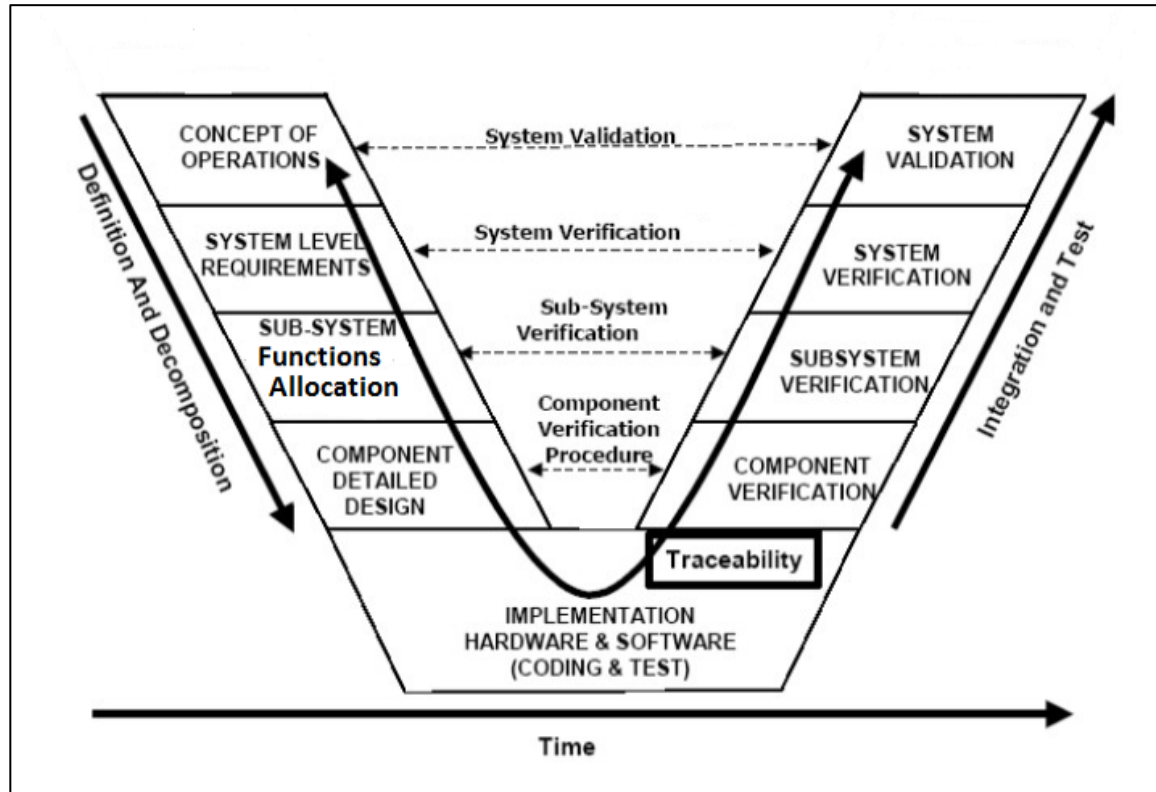 CONCEPT OF
OPERATIONS
System Validation
SYSTEM
VALIDATION
Definition And Decomposition
SYSTEM LEVEL
REQUIREMENTS
System Verification
SYSTEM
VERIFICATION
Integration and Test
SUB-SYSTEM
Functions
Allocation
Sub-System
Verification
SUBSYSTEM
VERIFICATION
COMPONENT
DETAILED
DESIGN
Component
Verification
Procedure
COMPONENT
VERIFICATION
Traceability
IMPLEMENTATION
HARDWARE & SOFTWARE
(CODING & TEST)
Time